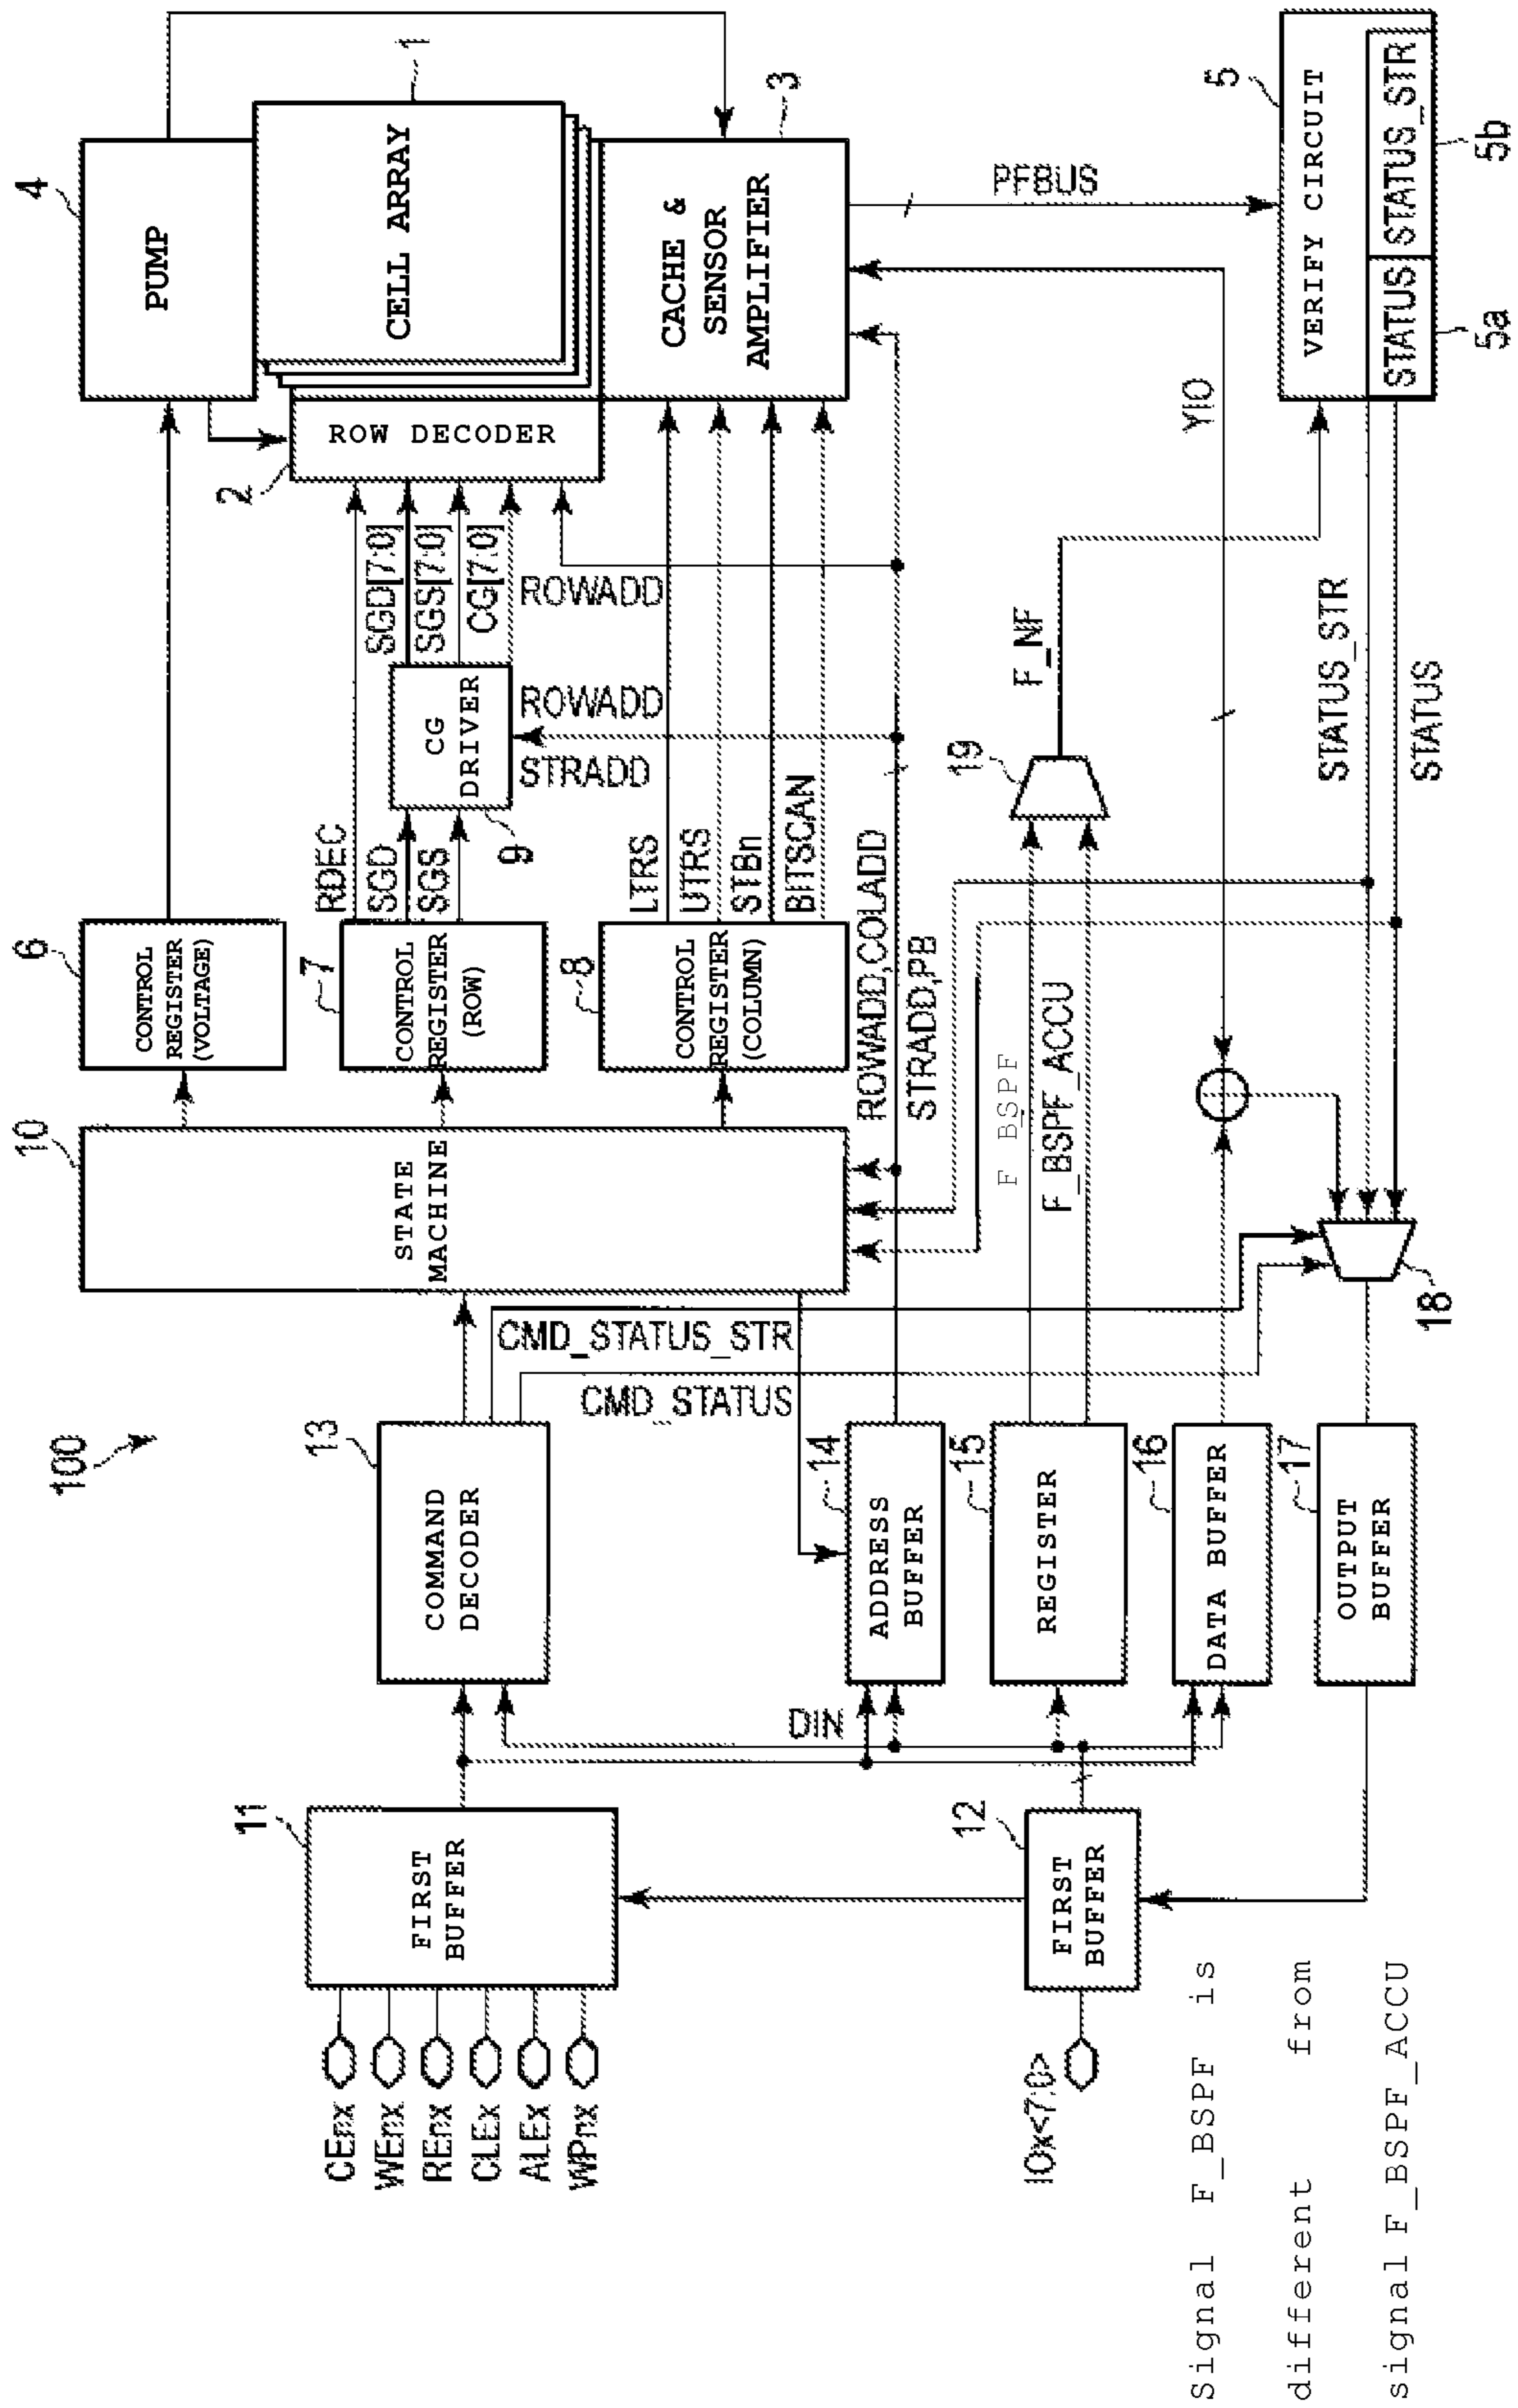 100
4
PUMP
CELL ARRAY
1
2
ROW DECODER
CACHE &
SENSOR
AMPLIFIER
3
PFBUS
5
VERIFY CIRCUIT
STATUS
STATUS_STR
5a
5b
6
CONTROL
REGISTER
(VOLTAGE)
7
CONTROL
REGISTER
(ROW)
8
CONTROL
REGISTER
(COLUMN)
RDEC
SGD
SGS
CG
DRIVER
9
SGD[7:0]
SGS[7:0]
CG[7:0]
ROWADD
ROWADD
STRADD
LTRS
UTRS
STBn
BITSCAN
ROWADD,COLADD
STRADD,PB
F_BSPF
F_BSPF_ACCU
19
F_NF
YIO
STATUS_STR
STATUS
10
STATE
MACHINE
CMD_STATUS_STR
CMD_STATUS
18
13
COMMAND
DECODER
14
ADDRESS
BUFFER
15
REGISTER
16
DATA BUFFER
17
OUTPUT
BUFFER
DIN
11
FIRST
BUFFER
12
FIRST
BUFFER
CEnx
WEnx
REnx
CLEx
ALEx
WPnx
IOx<7:0>
Signal F_BSPF is
different from
signal F_BSPF_ACCU